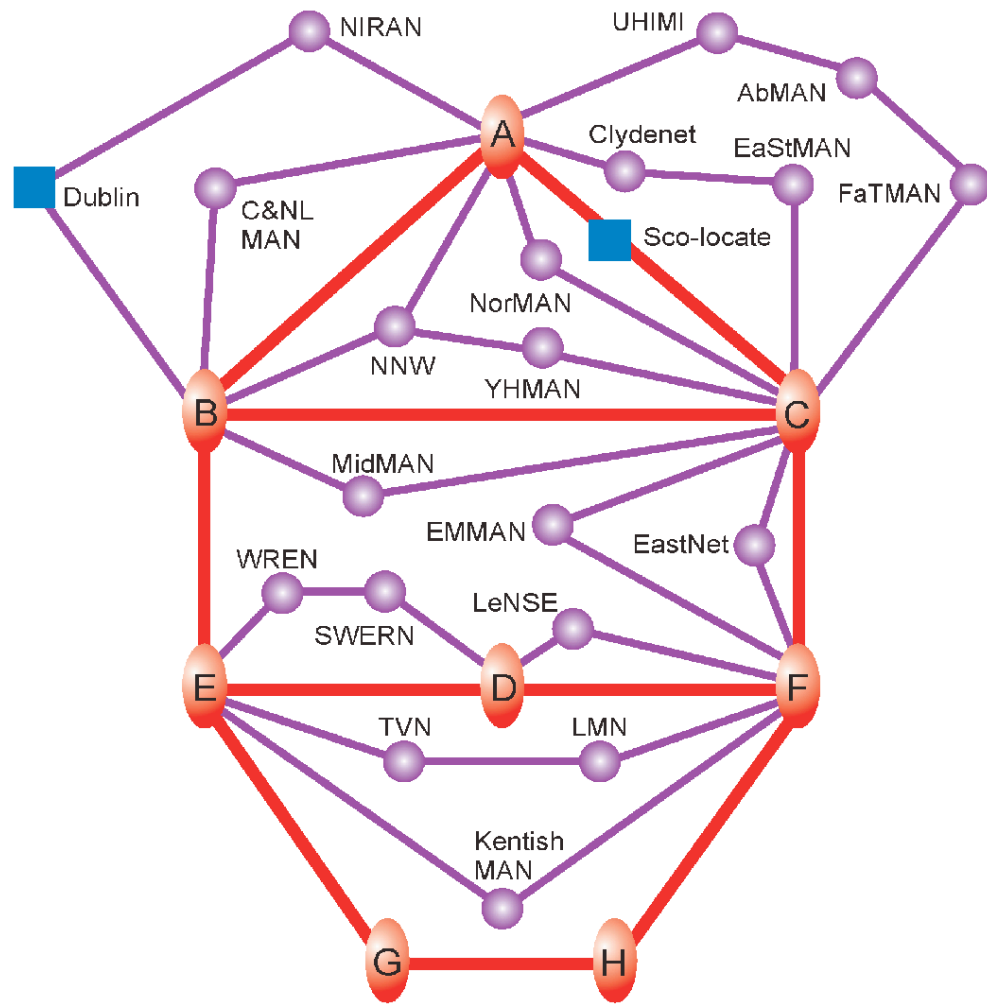 NIRAN
UHIMI
AbMAN
A
Clydenet
EaStMAN
Dublin
C&NL
MAN
FaTMAN
Sco-locate
NorMAN
NNW
YHMAN
B
C
MidMAN
EMMAN
EastNet
WREN
SWERN
LeNSE
E
D
F
TVN
LMN
Kentish
MAN
G
H